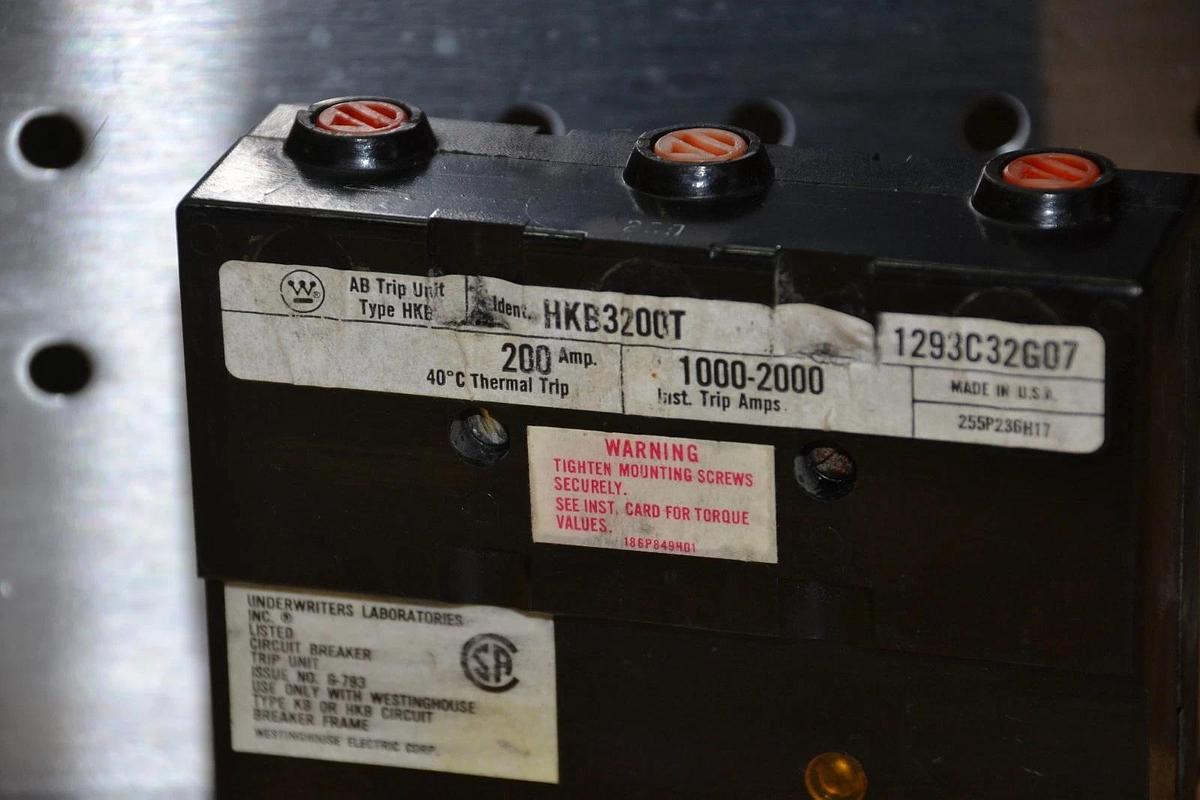 AB Trip Unit
Type HKB
Ident. HKB3200T
1293C32G07
200 Amp.
40°C Thermal Trip
1000-2000
Inst. Trip Amps.
MADE IN U.S.A.
255P236H17
WARNING
TIGHTEN MOUNTING SCREWS
SECURELY.
SEE INST. CARD FOR TORQUE
VALUES.
186P849H01
UNDERWRITERS LABORATORIES
INC. ®
LISTED
CIRCUIT BREAKER
TRIP UNIT
ISSUE NO. G-783
USE ONLY WITH WESTINGHOUSE
TYPE KB OR HKB CIRCUIT
BREAKER FRAME
WESTINGHOUSE ELECTRIC CORP.
SA